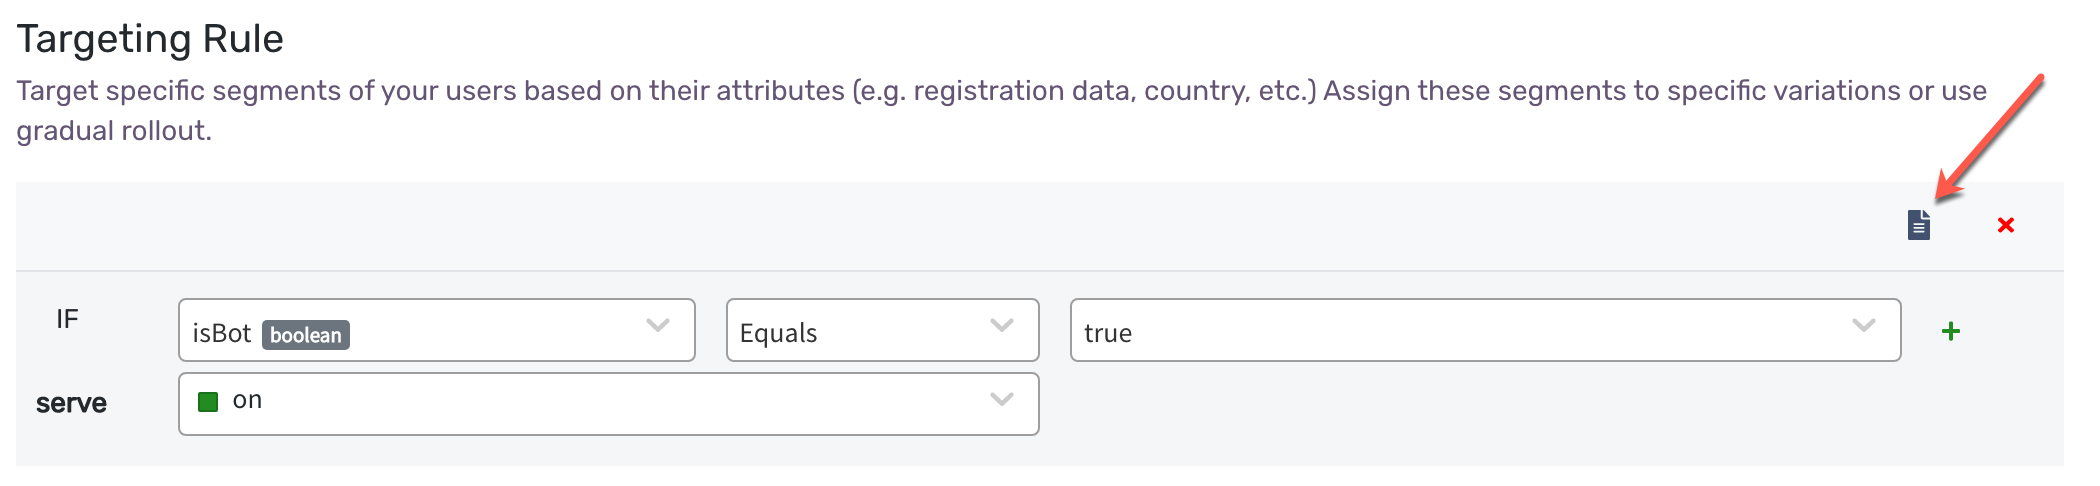 Targeting Rule
Target specific segments of your users based on their attributes (e.g. registration data, country, etc.) Assign these segments to specific variations or use
gradual rollout.
IF isBot boolean Equals true
serve on